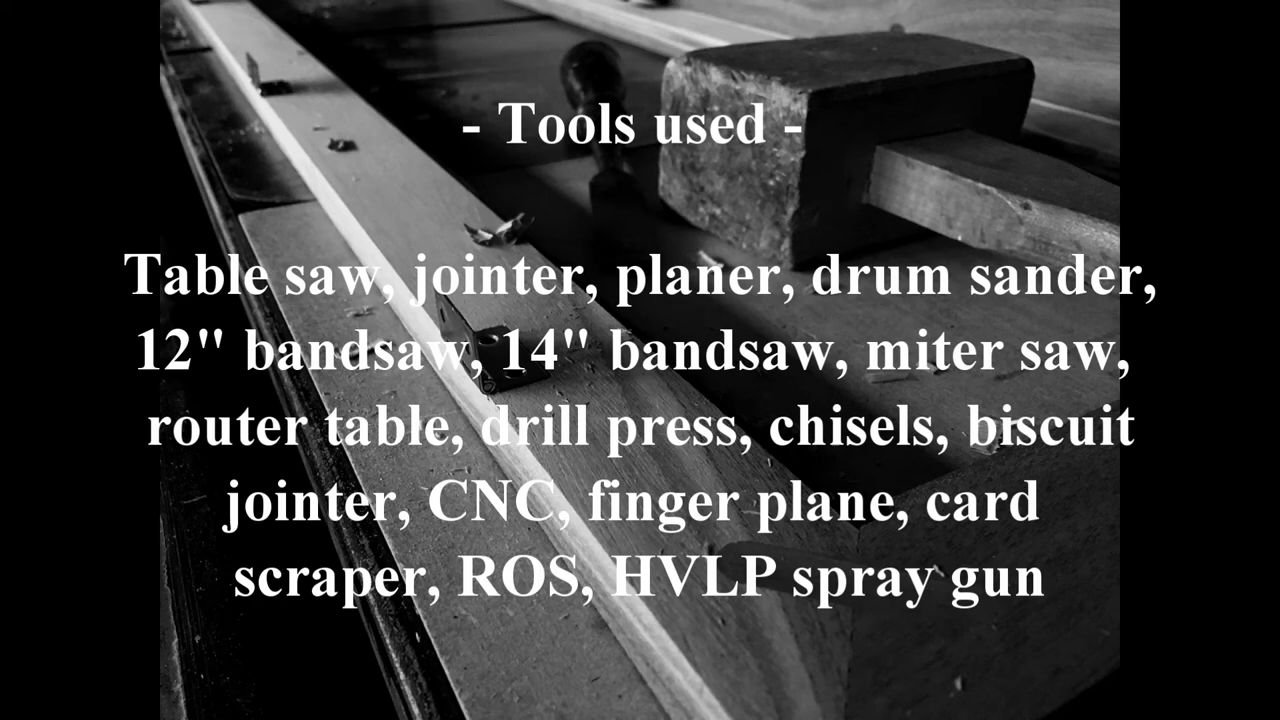 - Tools used -
Table saw, jointer, planer, drum sander,
12" bandsaw, 14" bandsaw, miter saw,
router table, drill press, chisels, biscuit
jointer, CNC, finger plane, card
scraper, ROS, HVLP spray gun